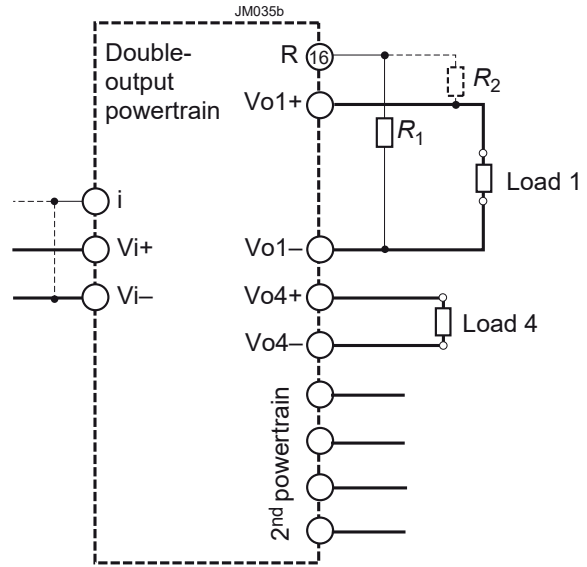 JM035b
Double-
output
powertrain
R 16
R2
Vo1+
R1
Load 1
i
Vi+
Vo1–
Vi–
Vo4+
Load 4
Vo4–
2nd powertrain